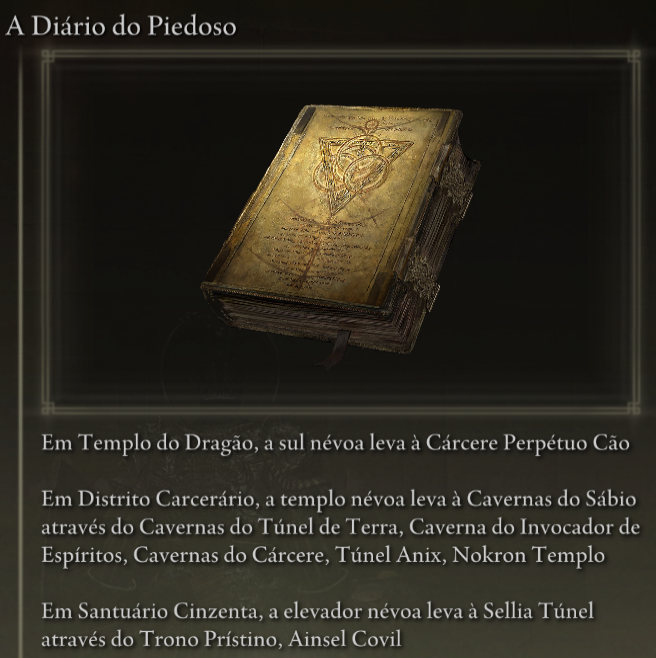 A Diário do Piedoso
Em Templo do Dragão, a sul névoa leva à Cárcere Perpétuo Cão
Em Distrito Carcerário, a templo névoa leva à Cavernas do Sábio
através do Cavernas do Túnel de Terra, Caverna do Invocador de
Espíritos, Cavernas do Cárcere, Túnel Anix, Nokron Templo
Em Santuário Cinzenta, a elevador névoa leva à Sellia Túnel
através do Trono Prístino, Ainsel Covil